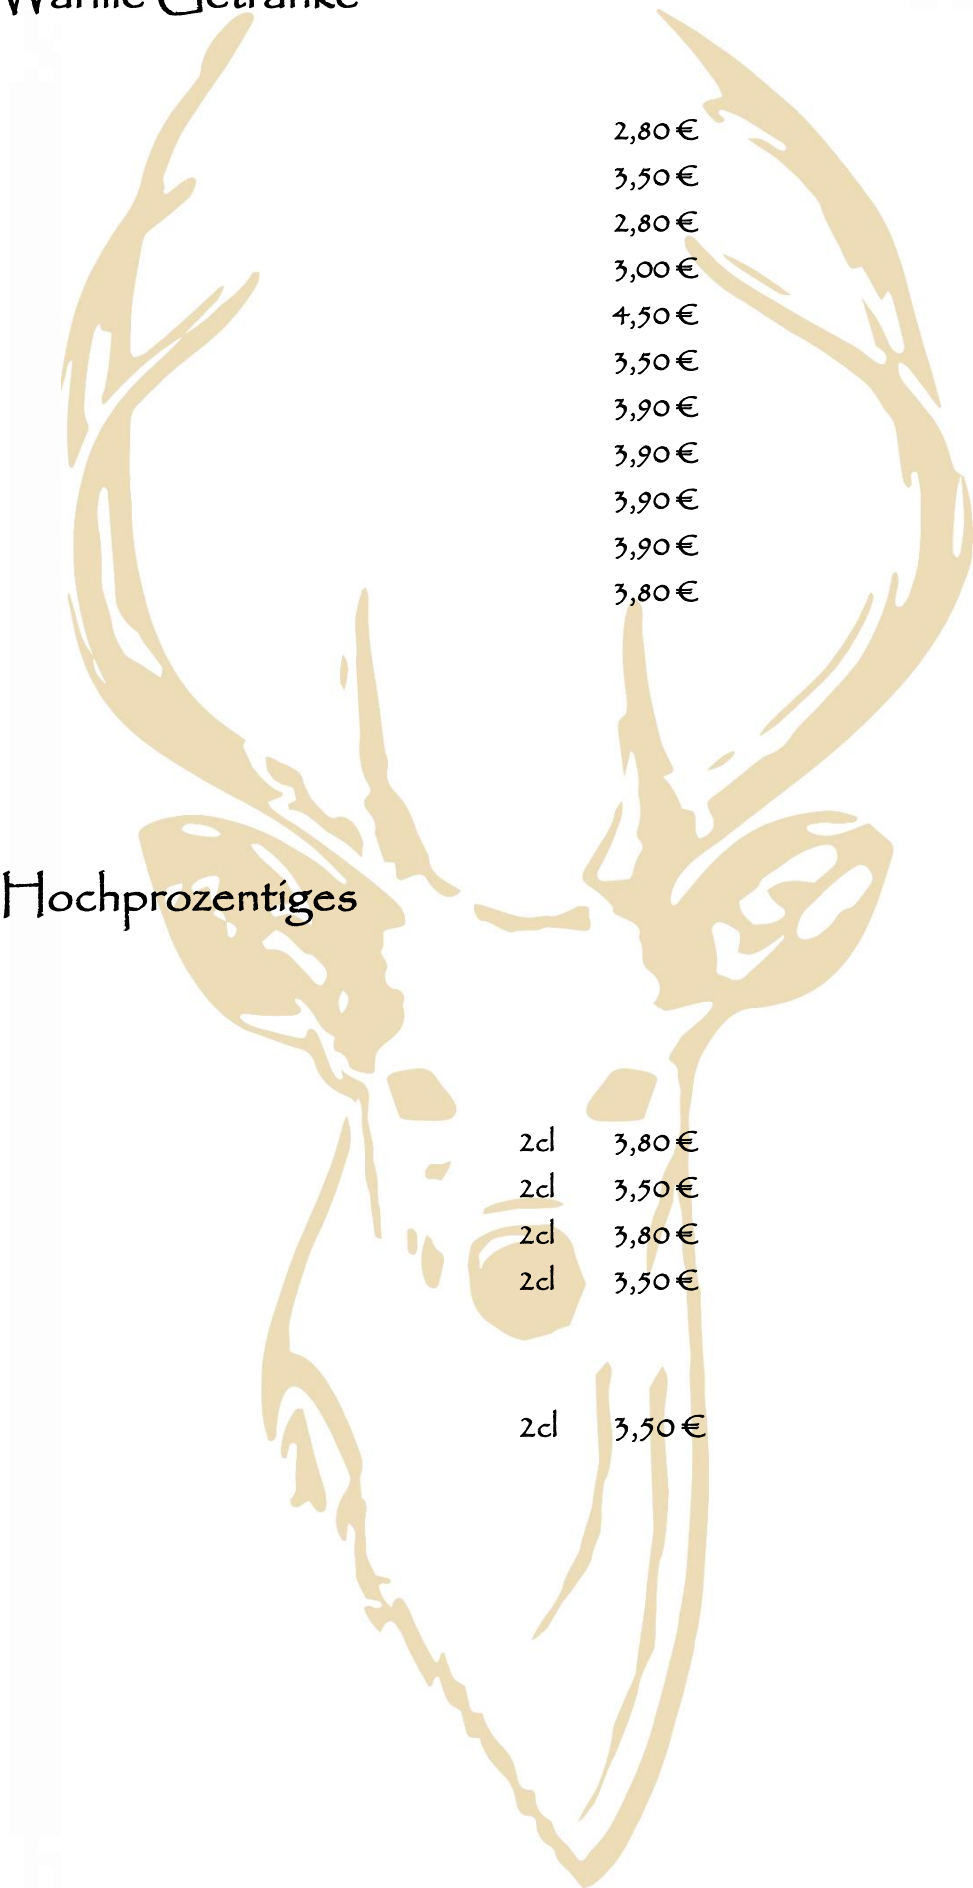 Warme Getränke
2,80 €
3,50 €
2,80 €
3,00 €
4,50 €
3,50 €
3,90 €
3,90 €
3,90 €
3,90 €
3,80 €
Hochprozentiges
2cl 3,80 €
2cl 3,50 €
2cl 3,80 €
2cl 3,50 €
2cl 3,50 €